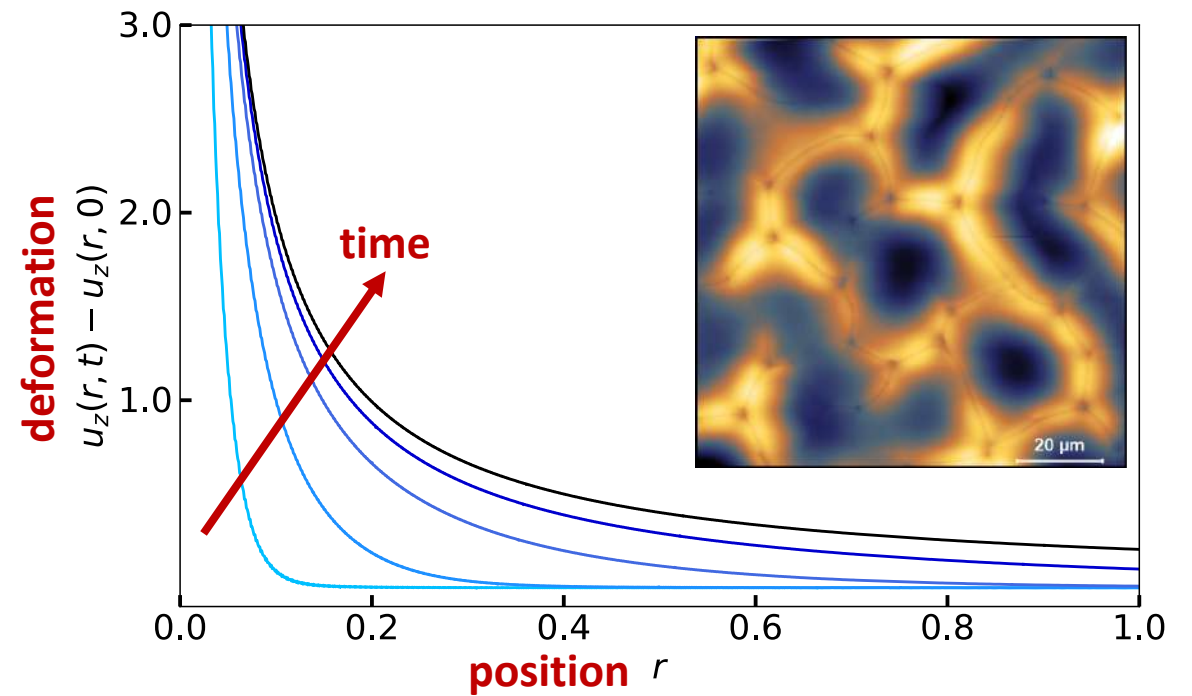 deformation
u_z(r, t) − u_z(r, 0)
3.0
2.0
1.0
time
20 µm
0.0 0.2 0.4 0.6 0.8 1.0
position r